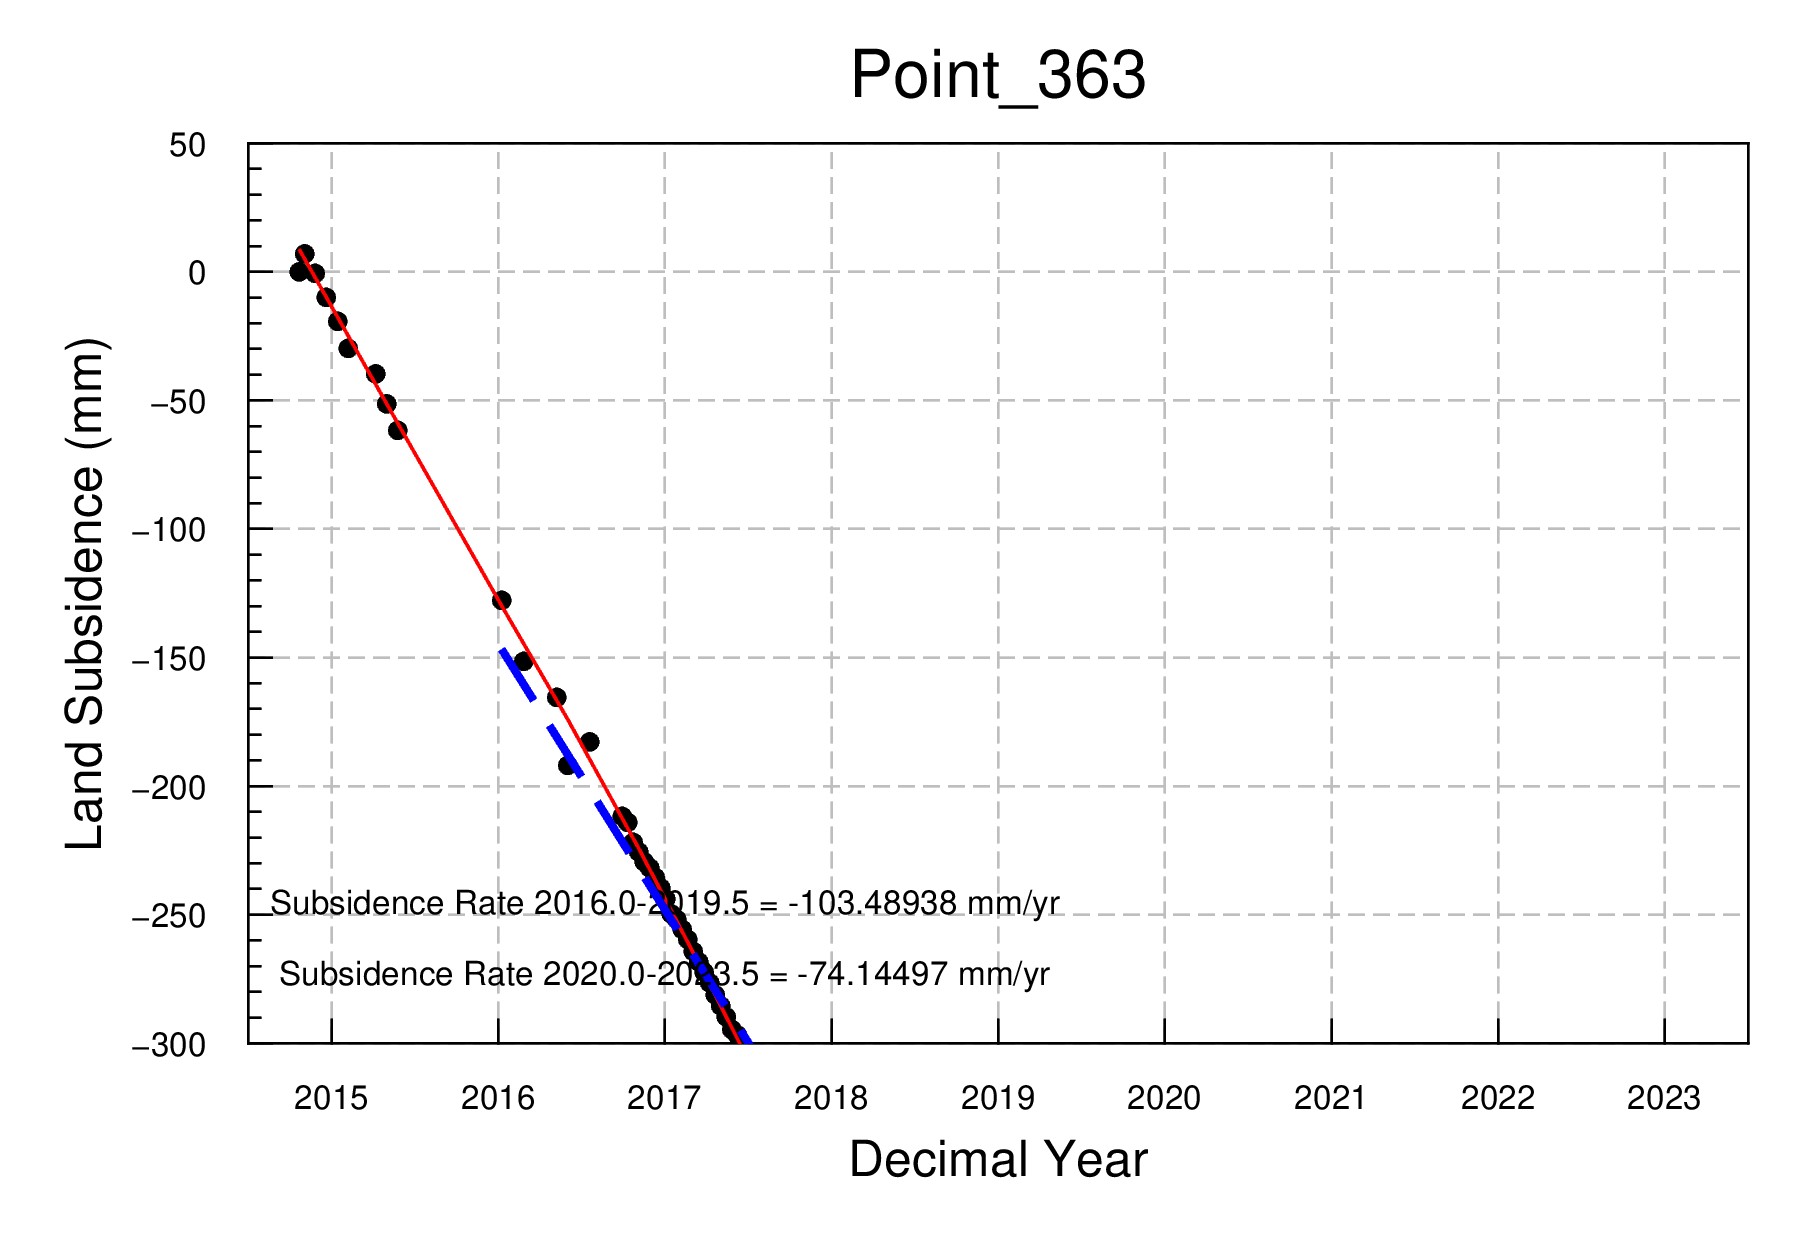 Point_363
50
0
−50
−100
−150
−200
−250
−300
Land Subsidence (mm)
Subsidence Rate 2016.0-2019.5 = -103.48938 mm/yr
Subsidence Rate 2020.0-2023.5 = -74.14497 mm/yr
2015 2016 2017 2018 2019 2020 2021 2022 2023
Decimal Year